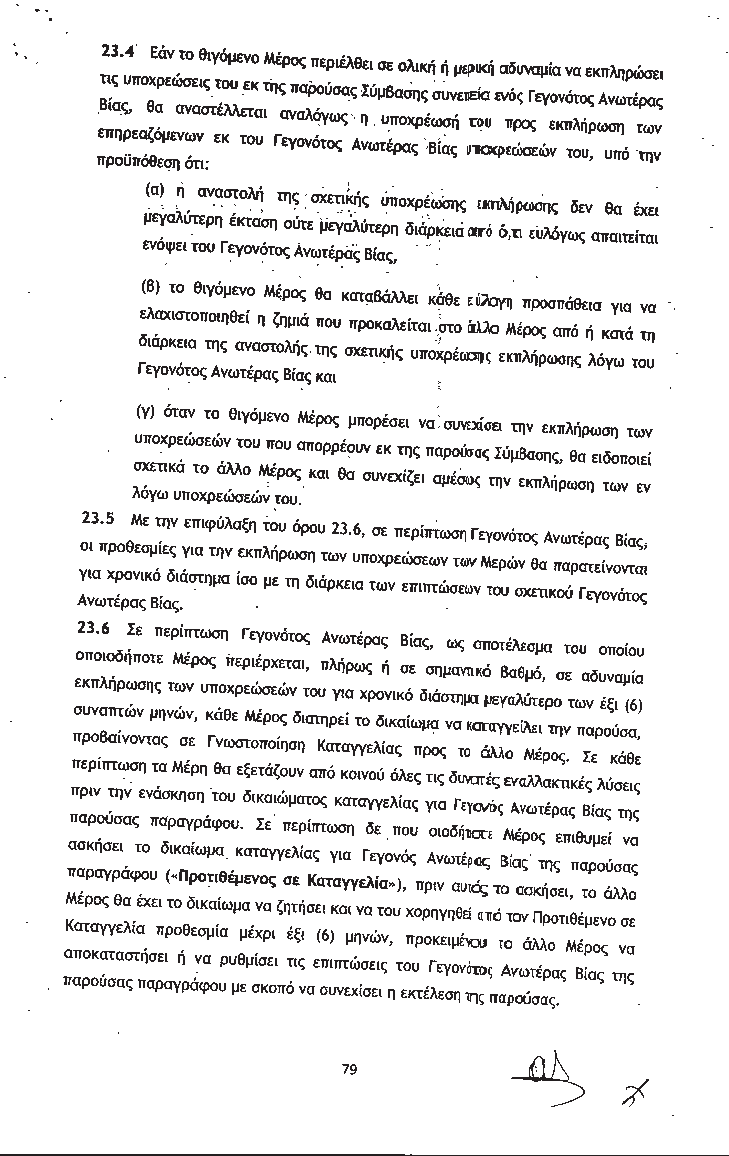 23.4 Εάν το θιγόμενο Μέρος περιέλθει σε ολική ή μερική αδυναμία να εκπληρώσει
τις υποχρεώσεις του εκ της παρούσας Σύμβασης συνεπεία ενός Γεγονότος Ανωτέρας
Βίας, θα αναστέλλεται αναλόγως η υποχρέωσή του προς εκπλήρωση των
επηρεαζόμενων εκ του Γεγονότος Ανωτέρας Βίας υποχρεώσεών του, υπό την
προϋπόθεση ότι:
(α) ή αναστολή της σχετικής υποχρέωσης εκπλήρωσης δεν θα έχει
μεγαλύτερη έκταση ούτε μεγαλύτερη διάρκεια από ό,τι ευλόγως απαιτείται
ενόψει του Γεγονότος Ανωτέρας Βίας,
(β) το θιγόμενο Μέρος θα καταβάλλει κάθε εύλογη προσπάθεια για να
ελαχιστοποιηθεί η ζημιά που προκαλείται στο άλλο Μέρος από ή κατά τη
διάρκεια της αναστολής της σχετικής υποχρέωσης εκπλήρωσης λόγω του
Γεγονότος Ανωτέρας Βίας και
(γ) όταν το θιγόμενο Μέρος μπορέσει να συνεχίσει την εκπλήρωση των
υποχρεώσεών του που απορρέουν εκ της παρούσας Σύμβασης, θα ειδοποιεί
σχετικά το άλλο Μέρος και θα συνεχίζει αμέσως την εκπλήρωση των εν
λόγω υποχρεώσεών του.
23.5 Με την επιφύλαξη του όρου 23.6, σε περίπτωση Γεγονότος Ανωτέρας Βίας,
οι προθεσμίες για την εκπλήρωση των υποχρεώσεων των Μερών θα παρατείνονται
για χρονικό διάστημα ίσο με τη διάρκεια των επιπτώσεων του σχετικού Γεγονότος
Ανωτέρας Βίας.
23.6 Σε περίπτωση Γεγονότος Ανωτέρας Βίας, ως αποτέλεσμα του οποίου
οποιοδήποτε Μέρος περιέρχεται, πλήρως ή σε σημαντικό βαθμό, σε αδυναμία
εκπλήρωσης των υποχρεώσεών του για χρονικό διάστημα μεγαλύτερο των έξι (6)
συναπτών μηνών, κάθε Μέρος διατηρεί το δικαίωμα να καταγγείλει την παρούσα,
προβαίνοντας σε Γνωστοποίηση Καταγγελίας προς το άλλο Μέρος. Σε κάθε
περίπτωση τα Μέρη θα εξετάζουν από κοινού όλες τις δυνατές εναλλακτικές λύσεις
πριν την ενάσκηση του δικαιώματος καταγγελίας για Γεγονός Ανωτέρας Βίας της
παρούσας παραγράφου. Σε περίπτωση δε που οιοδήποτε Μέρος επιθυμεί να
ασκήσει το δικαίωμα καταγγελίας για Γεγονός Ανωτέρας Βίας της παρούσας
παραγράφου («Προτιθέμενος σε Καταγγελία»), πριν αυτός το ασκήσει, το άλλο
Μέρος θα έχει το δικαίωμα να ζητήσει και να του χορηγηθεί από τον Προτιθέμενο σε
Καταγγελία προθεσμία μέχρι έξι (6) μηνών, προκειμένου το άλλο Μέρος να
αποκαταστήσει ή να ρυθμίσει τις επιπτώσεις του Γεγονότος Ανωτέρας Βίας της
παρούσας παραγράφου με σκοπό να συνεχίσει η εκτέλεση της παρούσας.
79